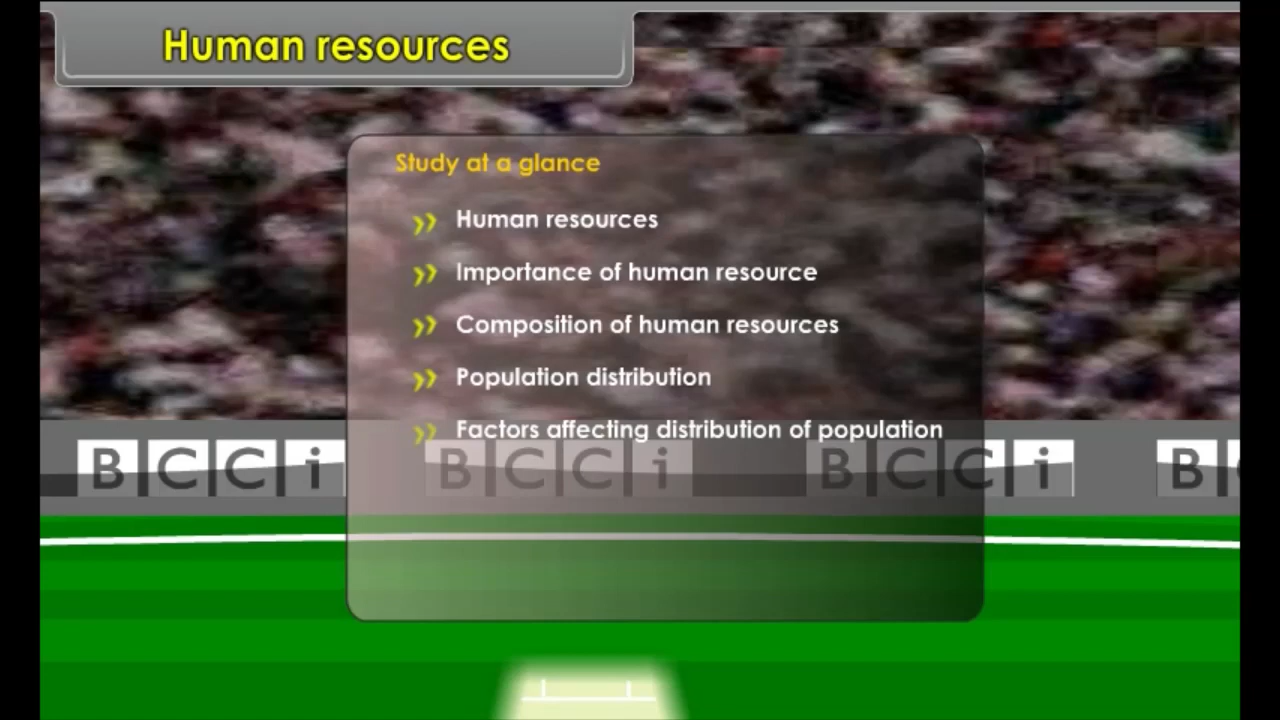 Human resources
Study at a glance
Human resources
Importance of human resource
Composition of human resources
Population distribution
Factors affecting distribution of population
BCCi BCCi BCCi B